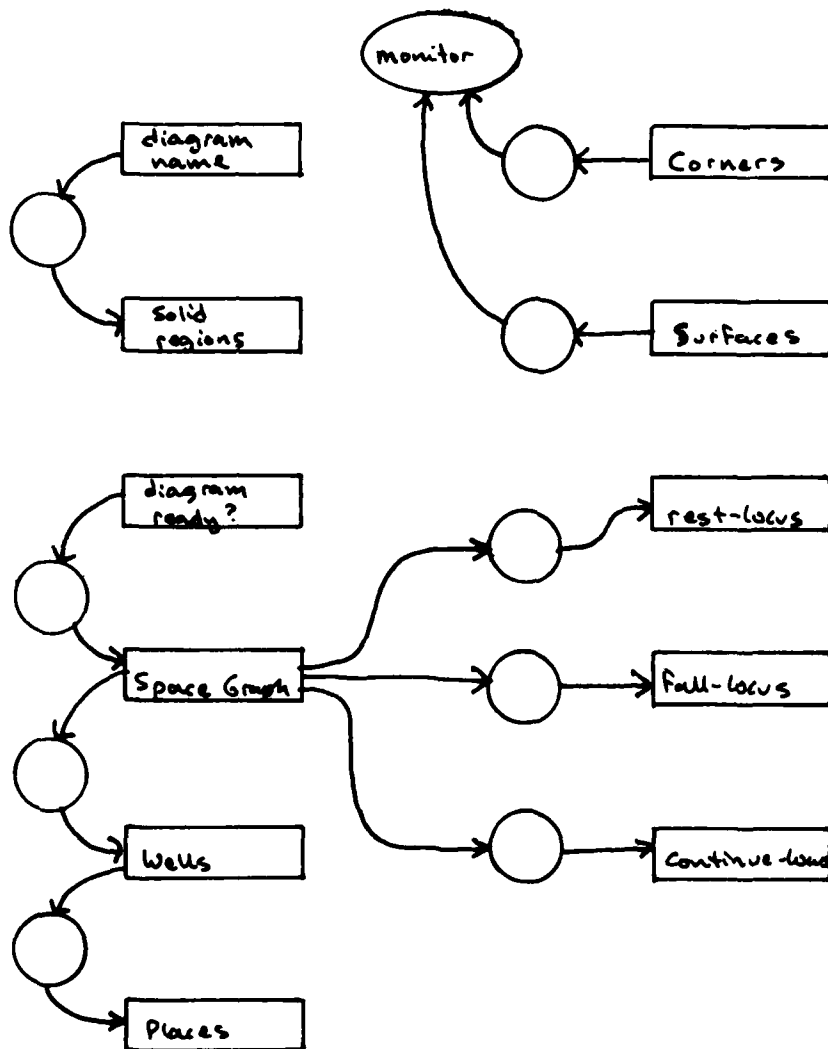 monitor
diagram
name
Corners
Solid
regions
Surfaces
diagram
ready?
rest-locus
Space Graph
fall-locus
Wells
Places